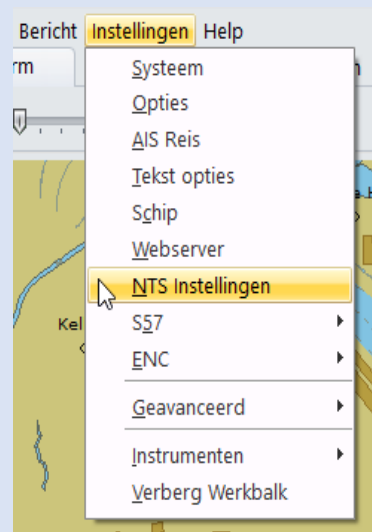 Bericht Instellingen Help
rm
Systeem
Opties
AIS Reis
Tekst opties
Schip
Webserver
NTS Instellingen
Kel
S57
ENC
Geavanceerd
Instrumenten
Verberg Werkbalk